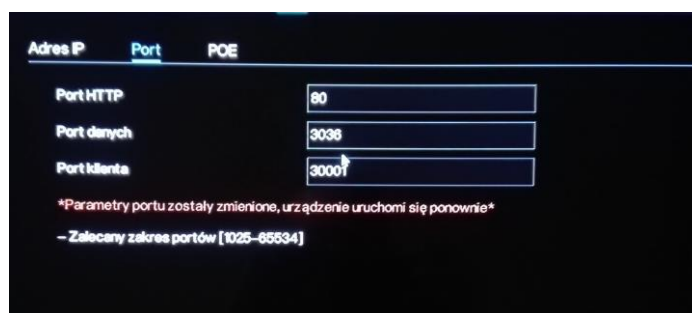 Adres IP Port POE
Port HTTP 80
Port danych 3036
Port klienta 30001
*Parametry portu zostały zmienione, urządzenie uruchomi się ponownie*
– Zalecany zakres portów [1025–65534]